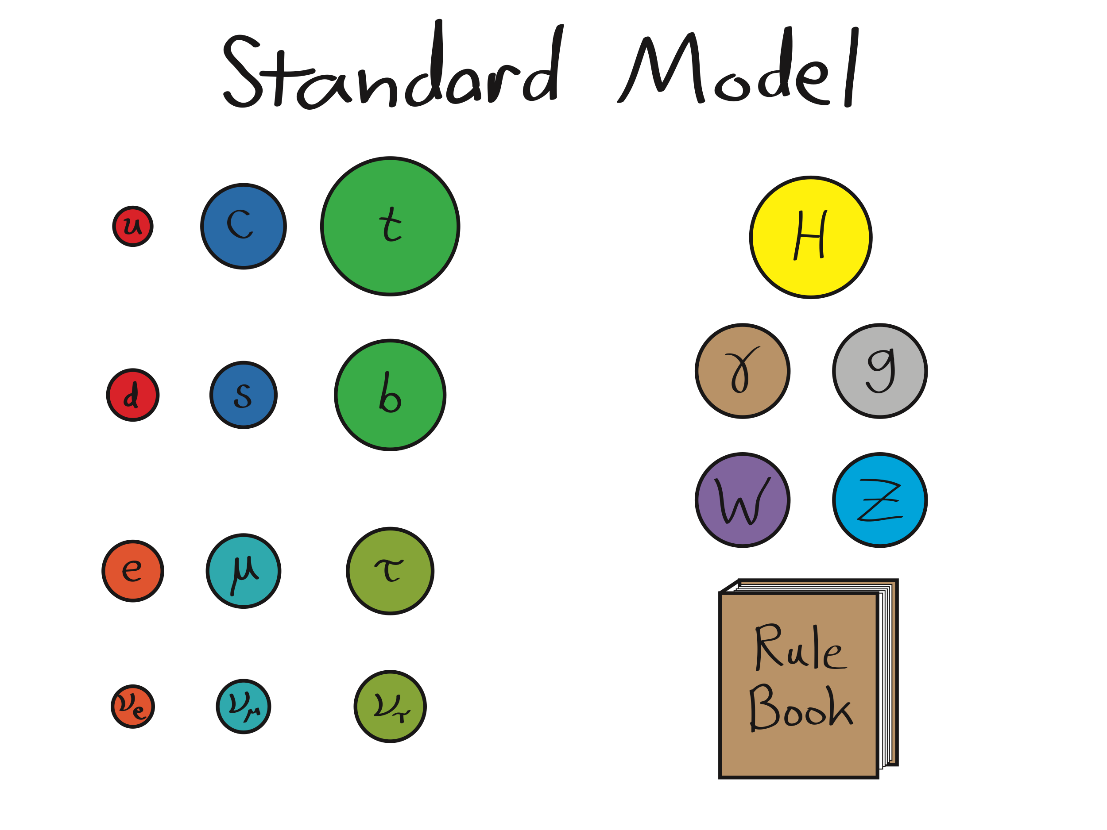 Standard Model
u c t
H
γ g
d s b
W Z
e μ τ
Rule
Book
νe νμ ντ